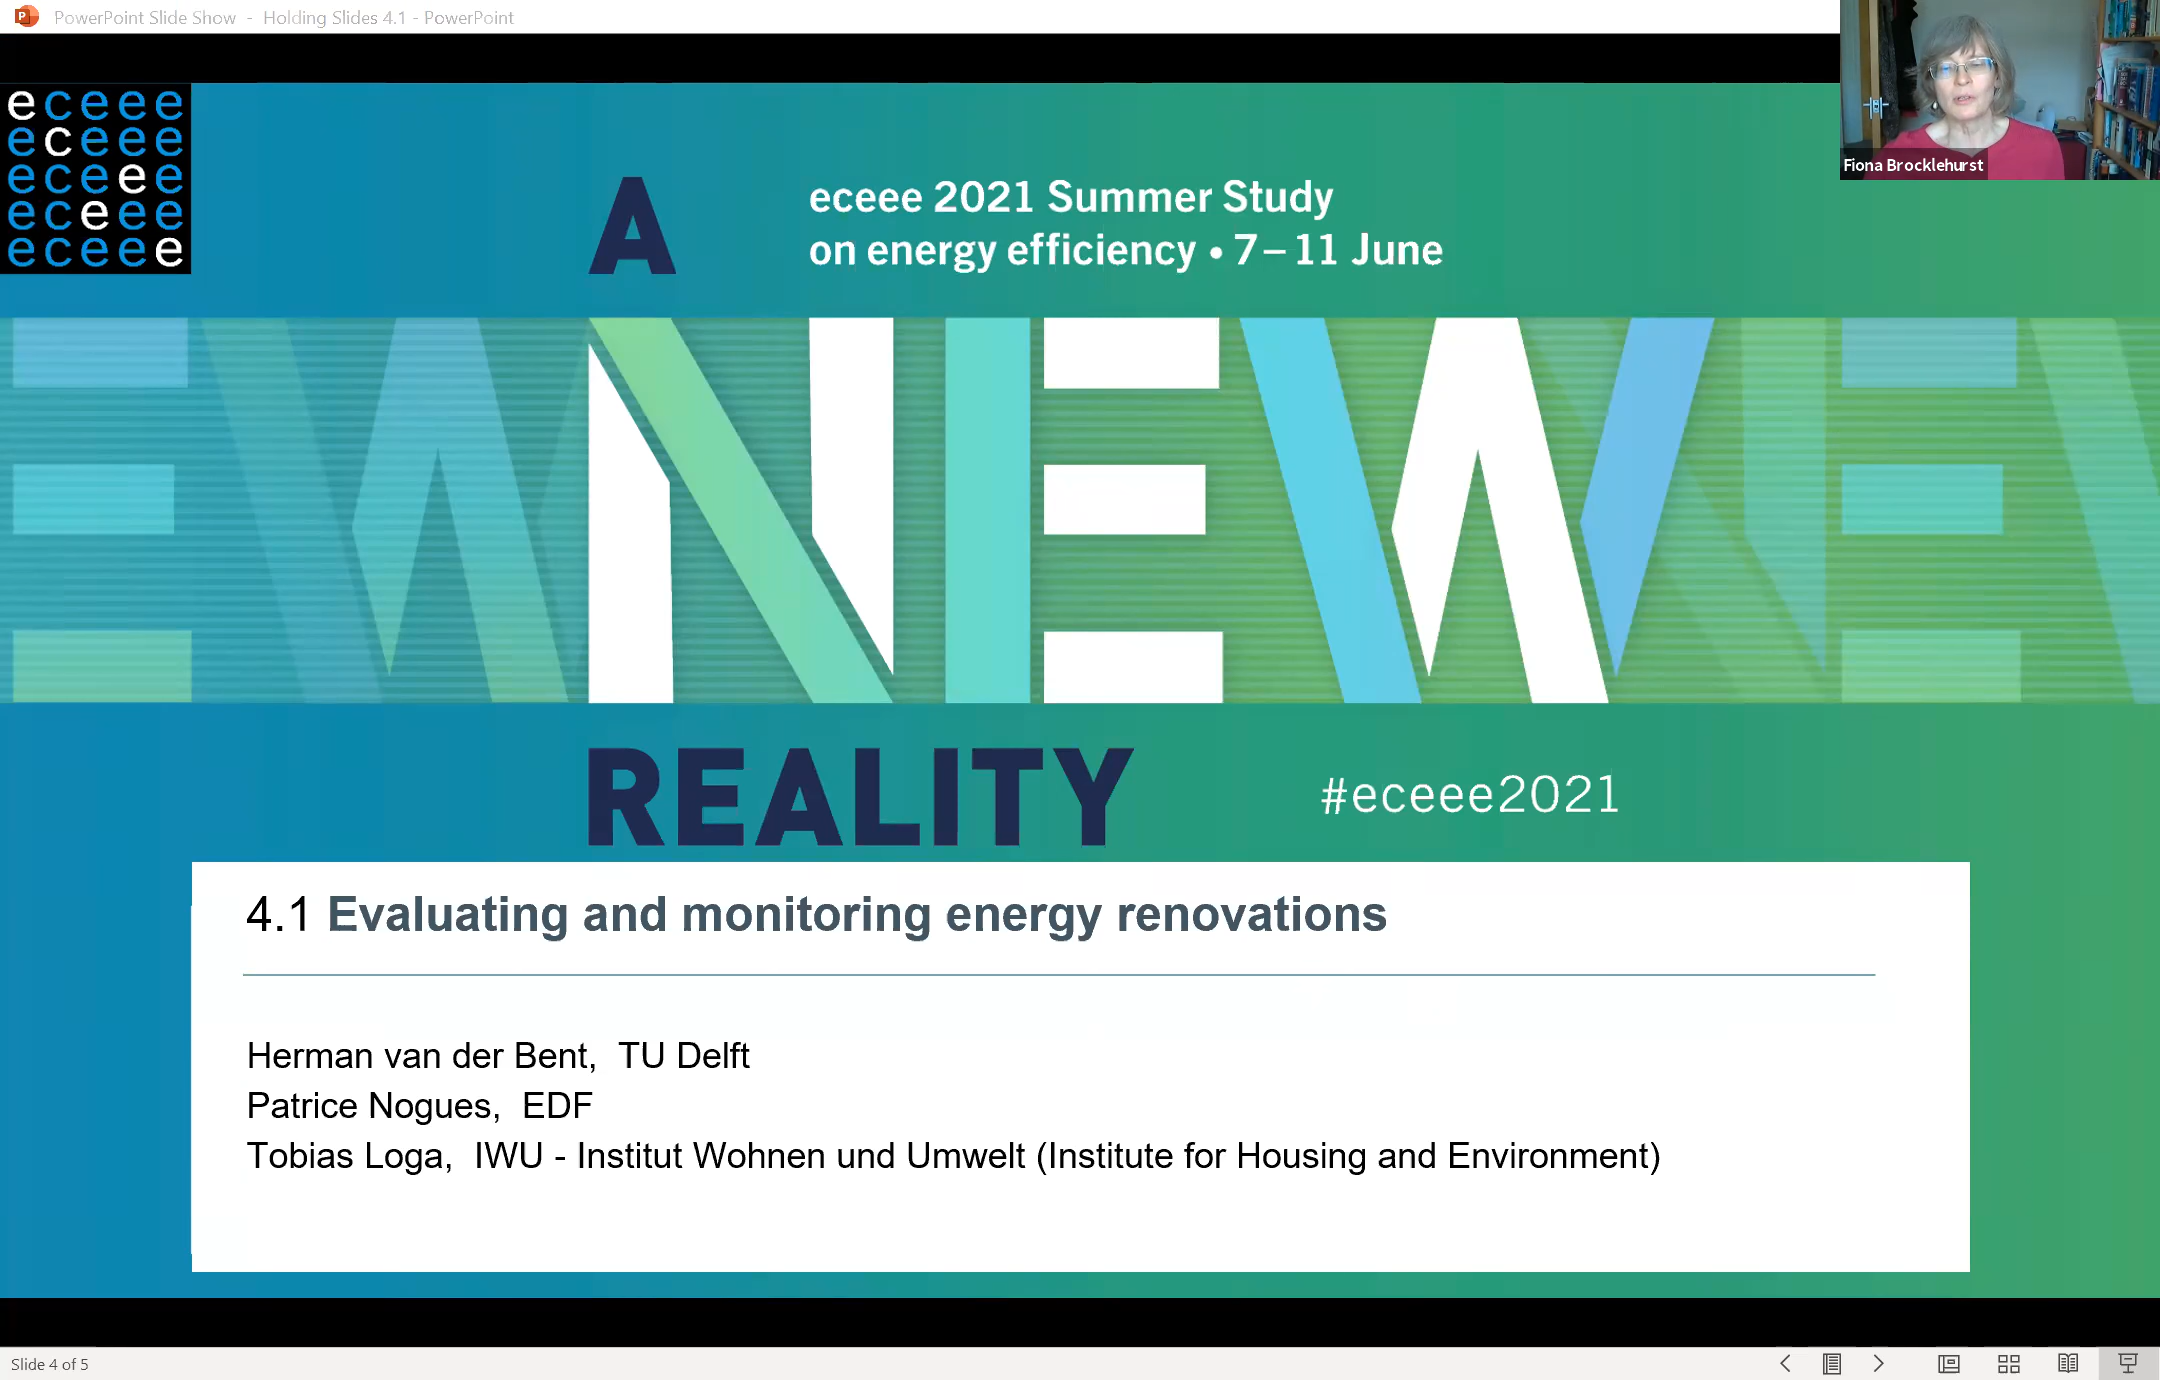 PowerPoint Slide Show - Holding Slides 4.1 - PowerPoint
Fiona Brocklehurst
eceee
eceee
eceee
eceee
eceee
A
eceee 2021 Summer Study
on energy efficiency • 7 – 11 June
NEW
REALITY
#eceee2021
4.1 Evaluating and monitoring energy renovations
Herman van der Bent, TU Delft
Patrice Nogues, EDF
Tobias Loga, IWU - Institut Wohnen und Umwelt (Institute for Housing and Environment)
Slide 4 of 5